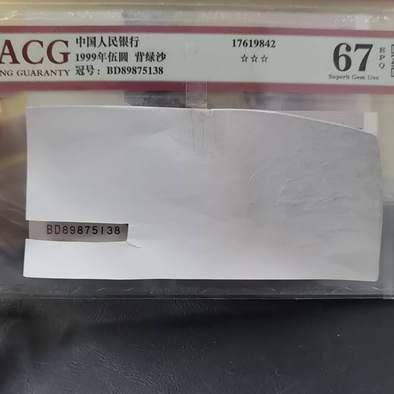 ACG
NG GUARANTY
中国人民银行
1999年伍圆 背绿沙
冠号: BD89875138
17619842
☆☆☆
67
EPQ
Superb Gem Unc
BD89875138